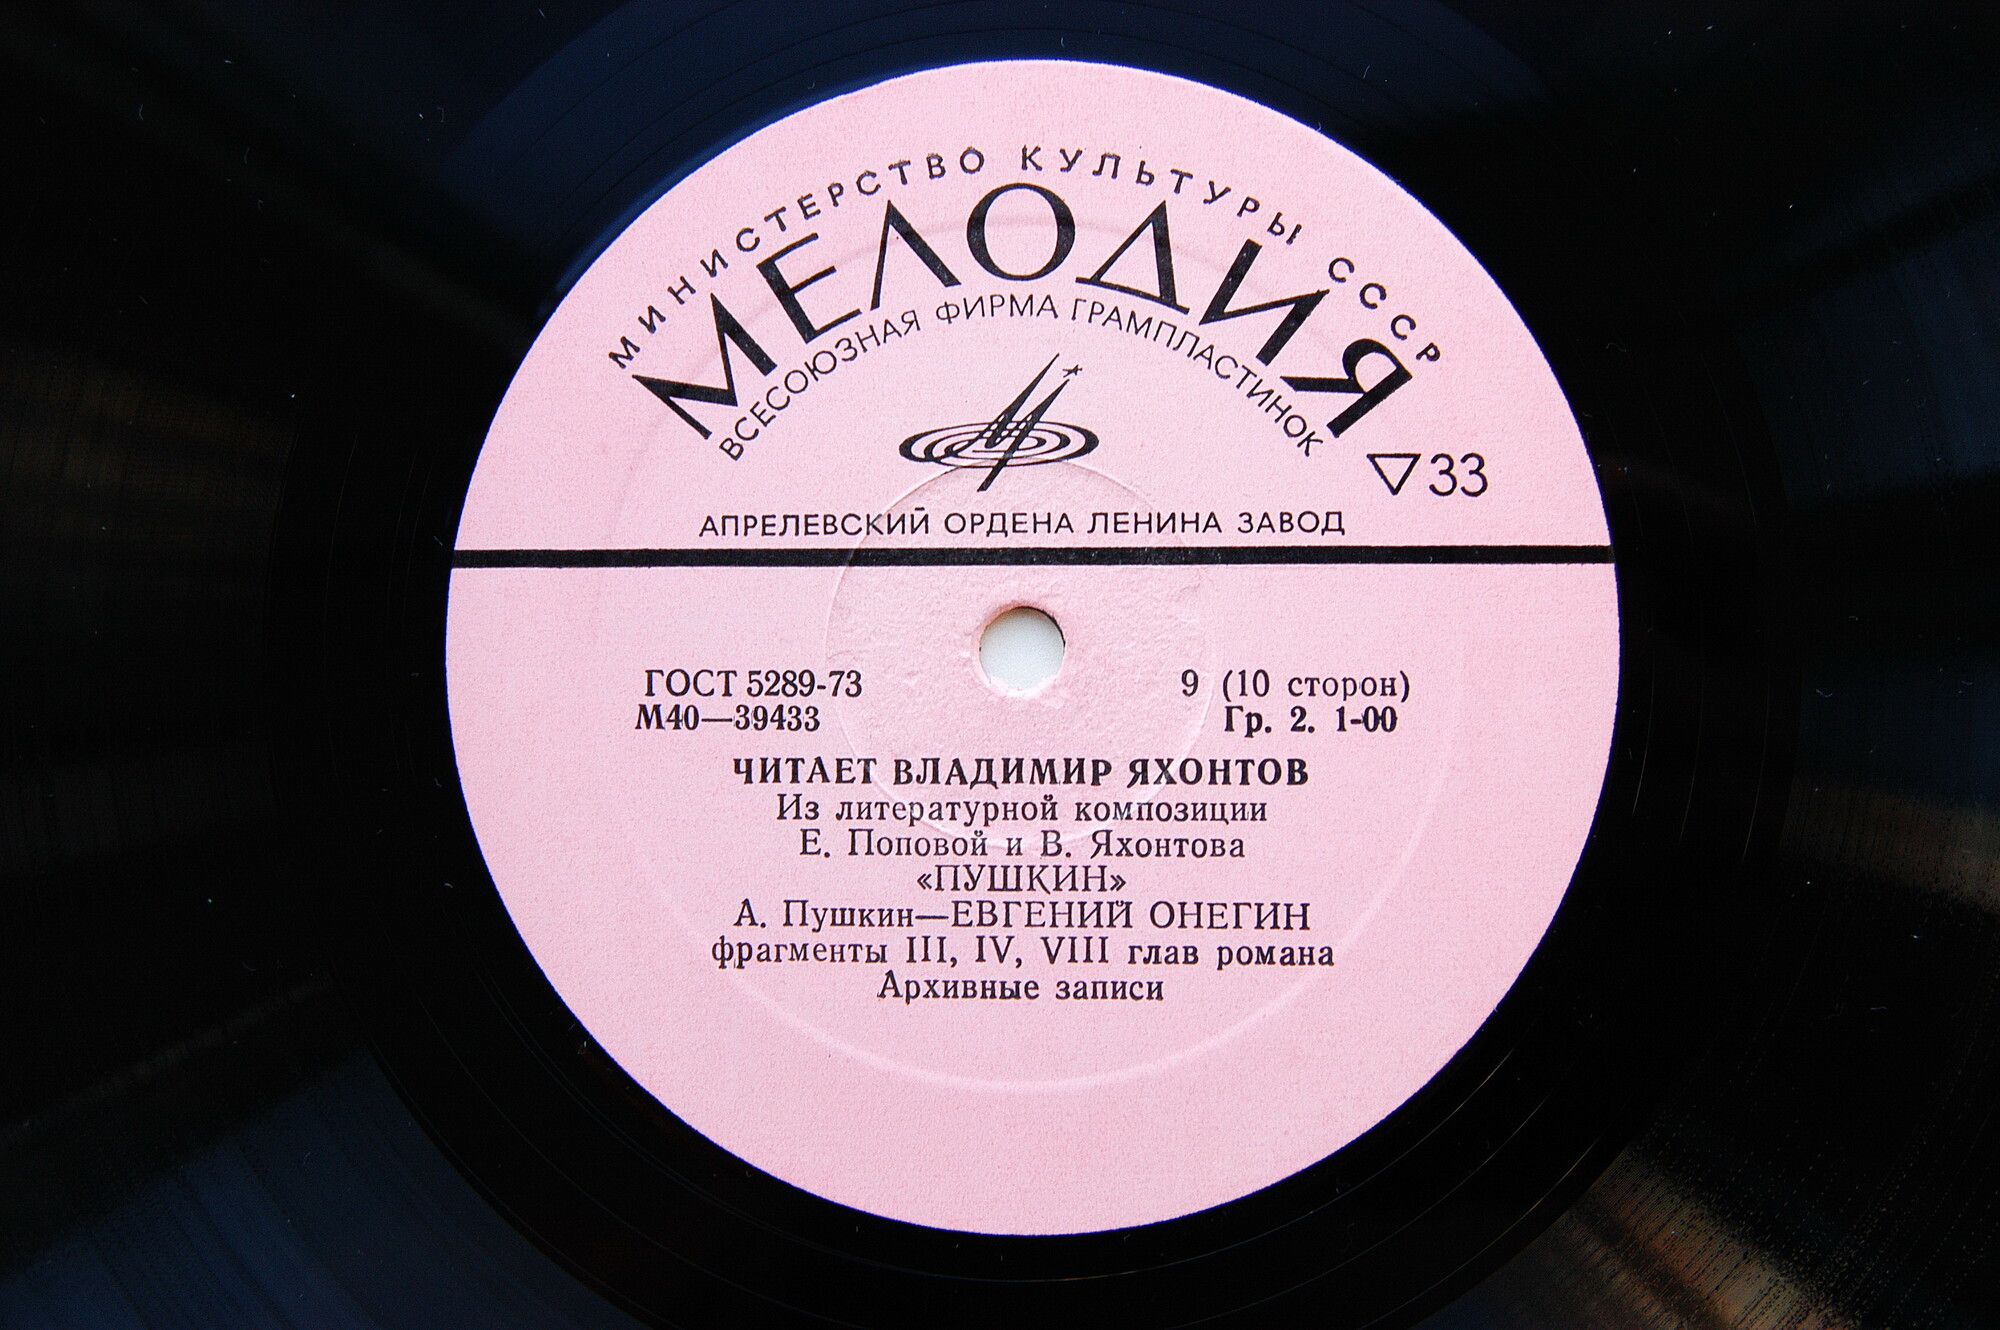 МИНИСТЕРСТВО КУЛЬТУРЫ СССР
МЕЛОДИЯ
ВСЕСОЮЗНАЯ ФИРМА ГРАМПЛАСТИНОК
▽33
АПРЕЛЕВСКИЙ ОРДЕНА ЛЕНИНА ЗАВОД
ГОСТ 5289-73
М40—39433
9 (10 сторон)
Гр. 2. 1-00
ЧИТАЕТ ВЛАДИМИР ЯХОНТОВ
Из литературной композиции
Е. Поповой и В. Яхонтова
«ПУШКИН»
А. Пушкин—ЕВГЕНИЙ ОНЕГИН
фрагменты III, IV, VIII глав романа
Архивные записи